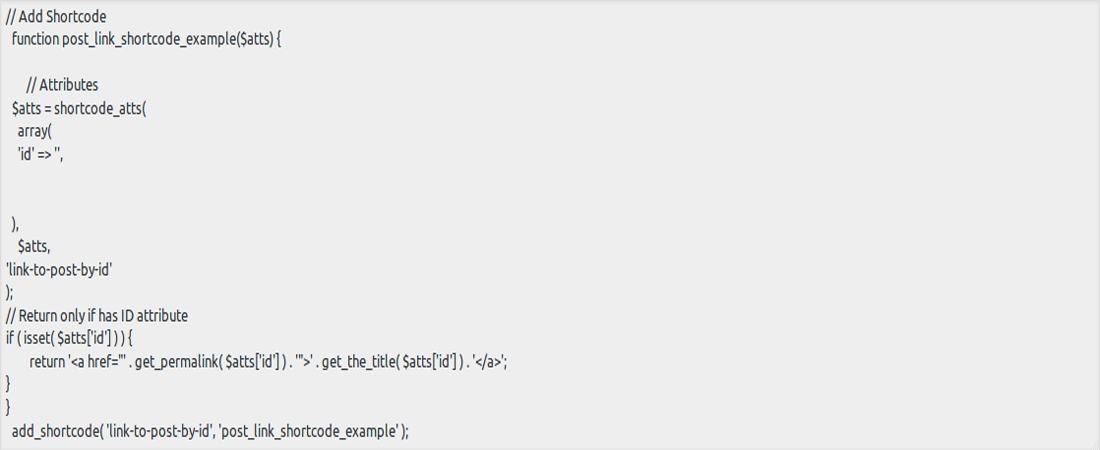 // Add Shortcode
function post_link_shortcode_example($atts) {
// Attributes
$atts = shortcode_atts(
array(
'id' => '',
),
$atts,
'link-to-post-by-id'
);
// Return only if has ID attribute
if ( isset( $atts['id'] ) ) {
return '<a href="' . get_permalink( $atts['id'] ) . '">' . get_the_title( $atts['id'] ) . '</a>';
}
}
add_shortcode( 'link-to-post-by-id', 'post_link_shortcode_example' );